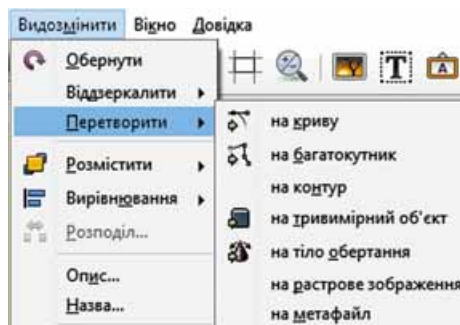 Видозмінити Вікно Довідка
Обернути
Віддзеркалити
Перетворити
Розмістити
Вирівнювання
Розподіл...
Опис...
Назва...
на криву
на багатокутник
на контур
на тривимірний об'єкт
на тіло обертання
на растрове зображення
на метафайл
T
A